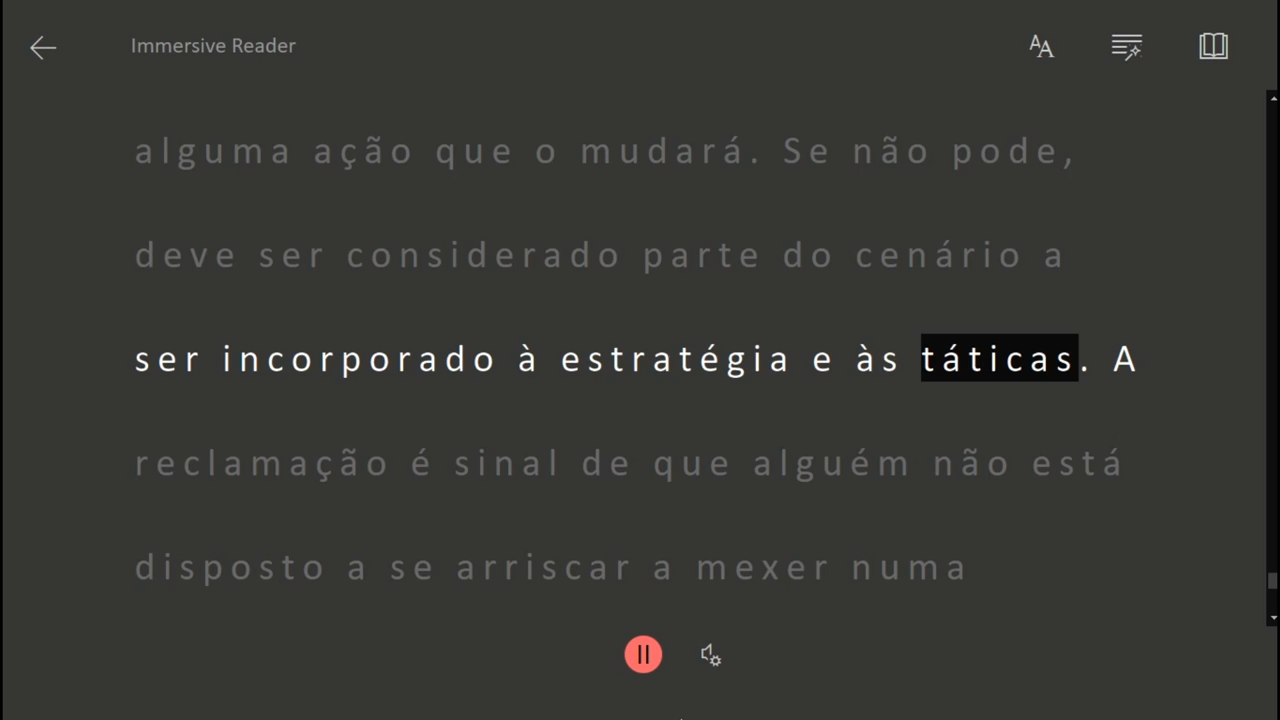 Immersive Reader
alguma ação que o mudará. Se não pode,
deve ser considerado parte do cenário a
ser incorporado à estratégia e às táticas. A
reclamação é sinal de que alguém não está
disposto a se arriscar a mexer numa